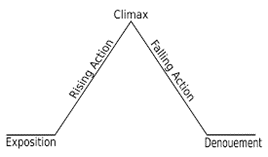 Climax
Rising Action
Falling Action
Exposition
Denouement